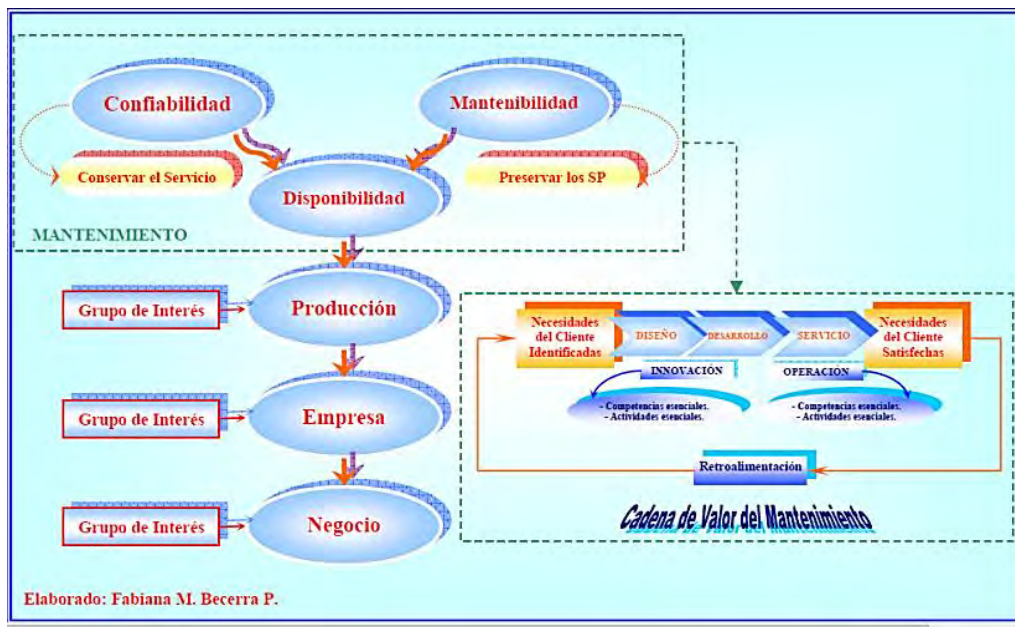 Confiabilidad
Mantenibilidad
Conservar el Servicio
Preservar los SP
Disponibilidad
MANTENIMIENTO
Grupo de Interés
Producción
Necesidades
del Cliente
Identificadas
DISEÑO
DESARROLLO
SERVICIO
Necesidades
del Cliente
Satisfechas
INNOVACIÓN
OPERACIÓN
- Competencias esenciales.
- Actividades esenciales.
- Competencias esenciales.
- Actividades esenciales.
Grupo de Interés
Empresa
Retroalimentación
Grupo de Interés
Negocio
Cadena de Valor del Mantenimiento
Elaborado: Fabiana M. Becerra P.